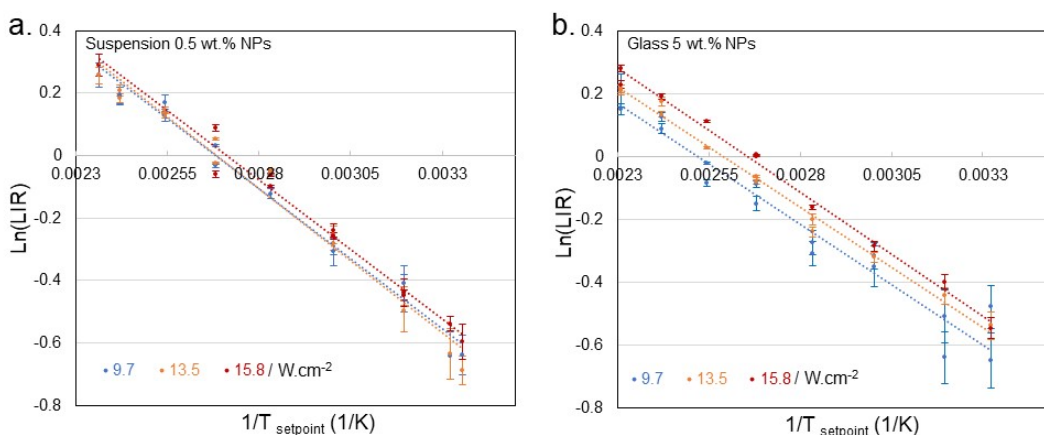 a.
Suspension 0.5 wt.% NPs
0.4
0.2
0
-0.2
-0.4
-0.6
-0.8
0.0023
0.00255
0.0028
0.00305
0.0033
Ln(LIR)
9.7 13.5 15.8 / W.cm-2
1/T setpoint (1/K)
b.
Glass 5 wt.% NPs
0.4
0.2
0
-0.2
-0.4
-0.6
-0.8
0.0023
0.00255
0.0028
0.00305
0.0033
Ln(LIR)
9.7 13.5 15.8 / W.cm-2
1/T setpoint (1/K)